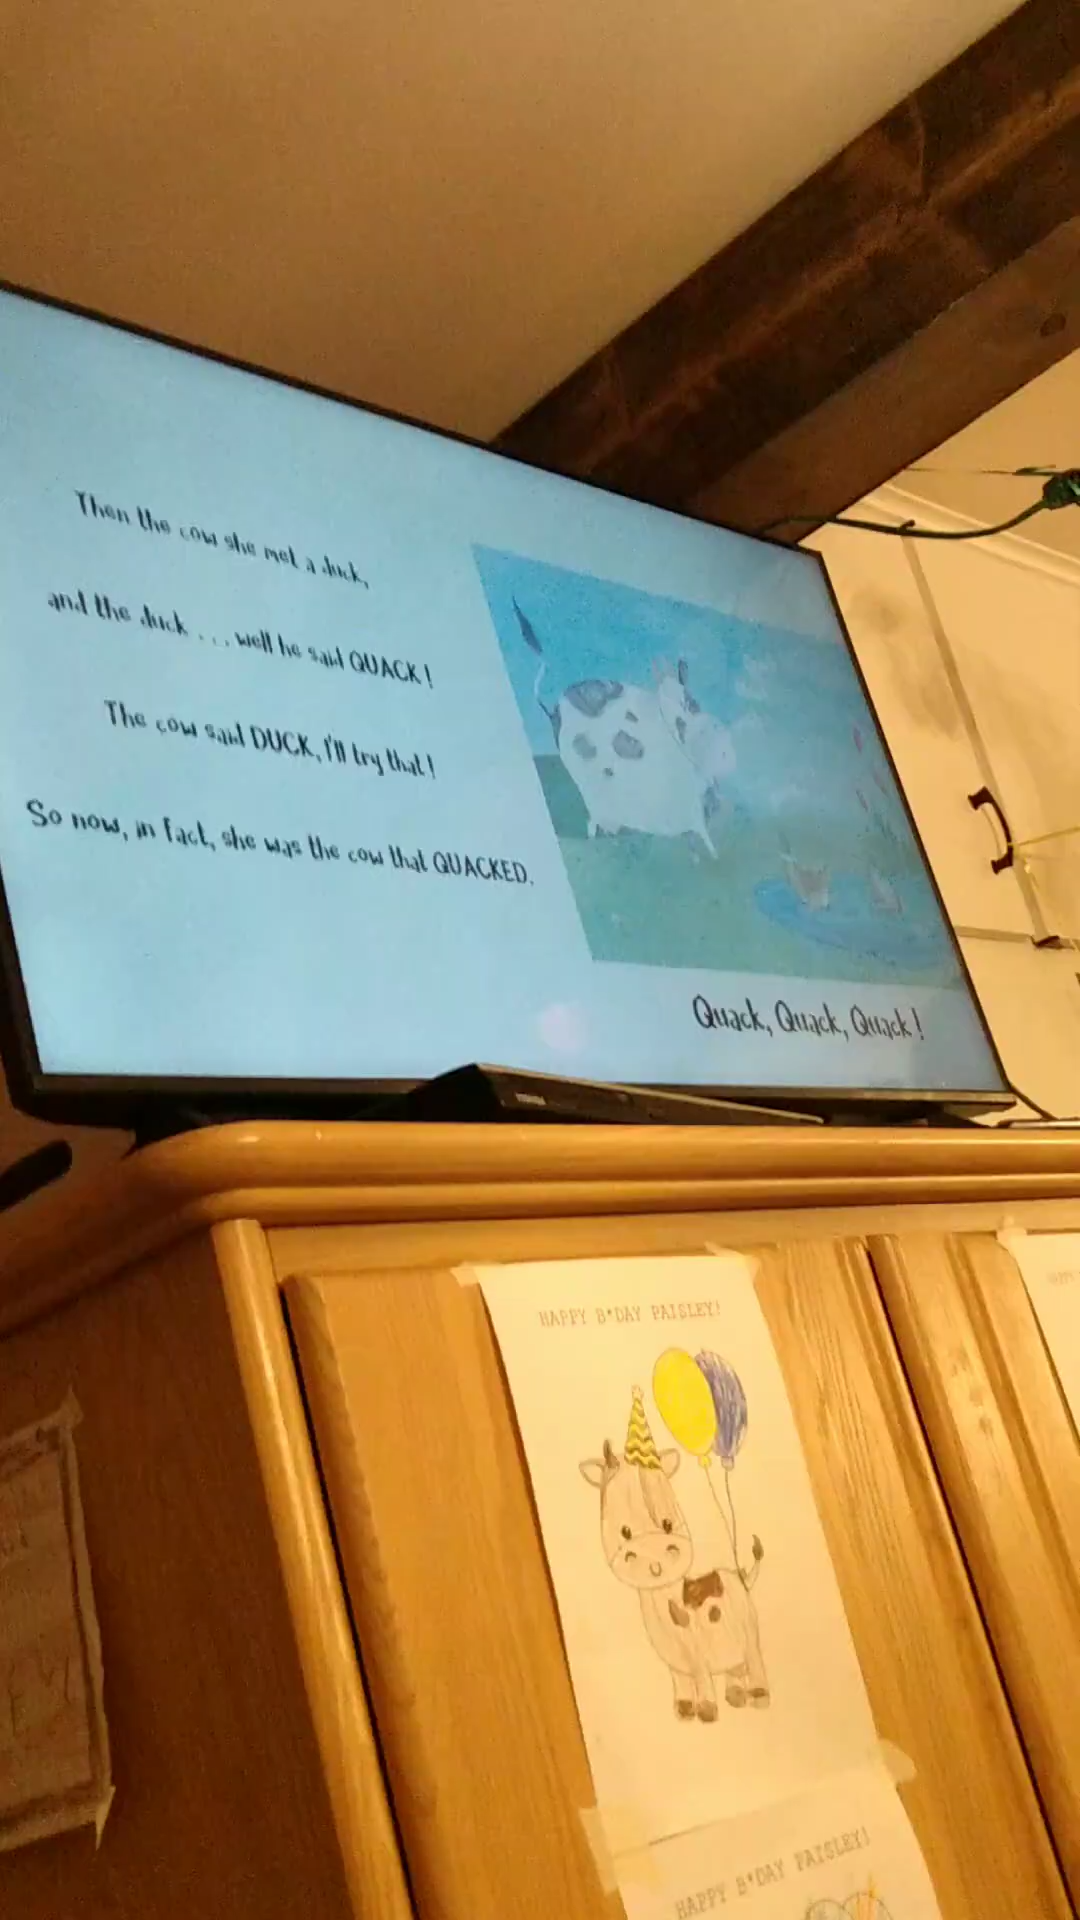 Then the cow she met a duck,
and the duck . . . well he said QUACK!
The cow said DUCK, I'll try that!
So now, in fact, she was the cow that QUACKED.
Quack, Quack, Quack!
TOSHIBA
HAPPY B*DAY PAISLEY!
HAPPY B*DAY PAISLEY!